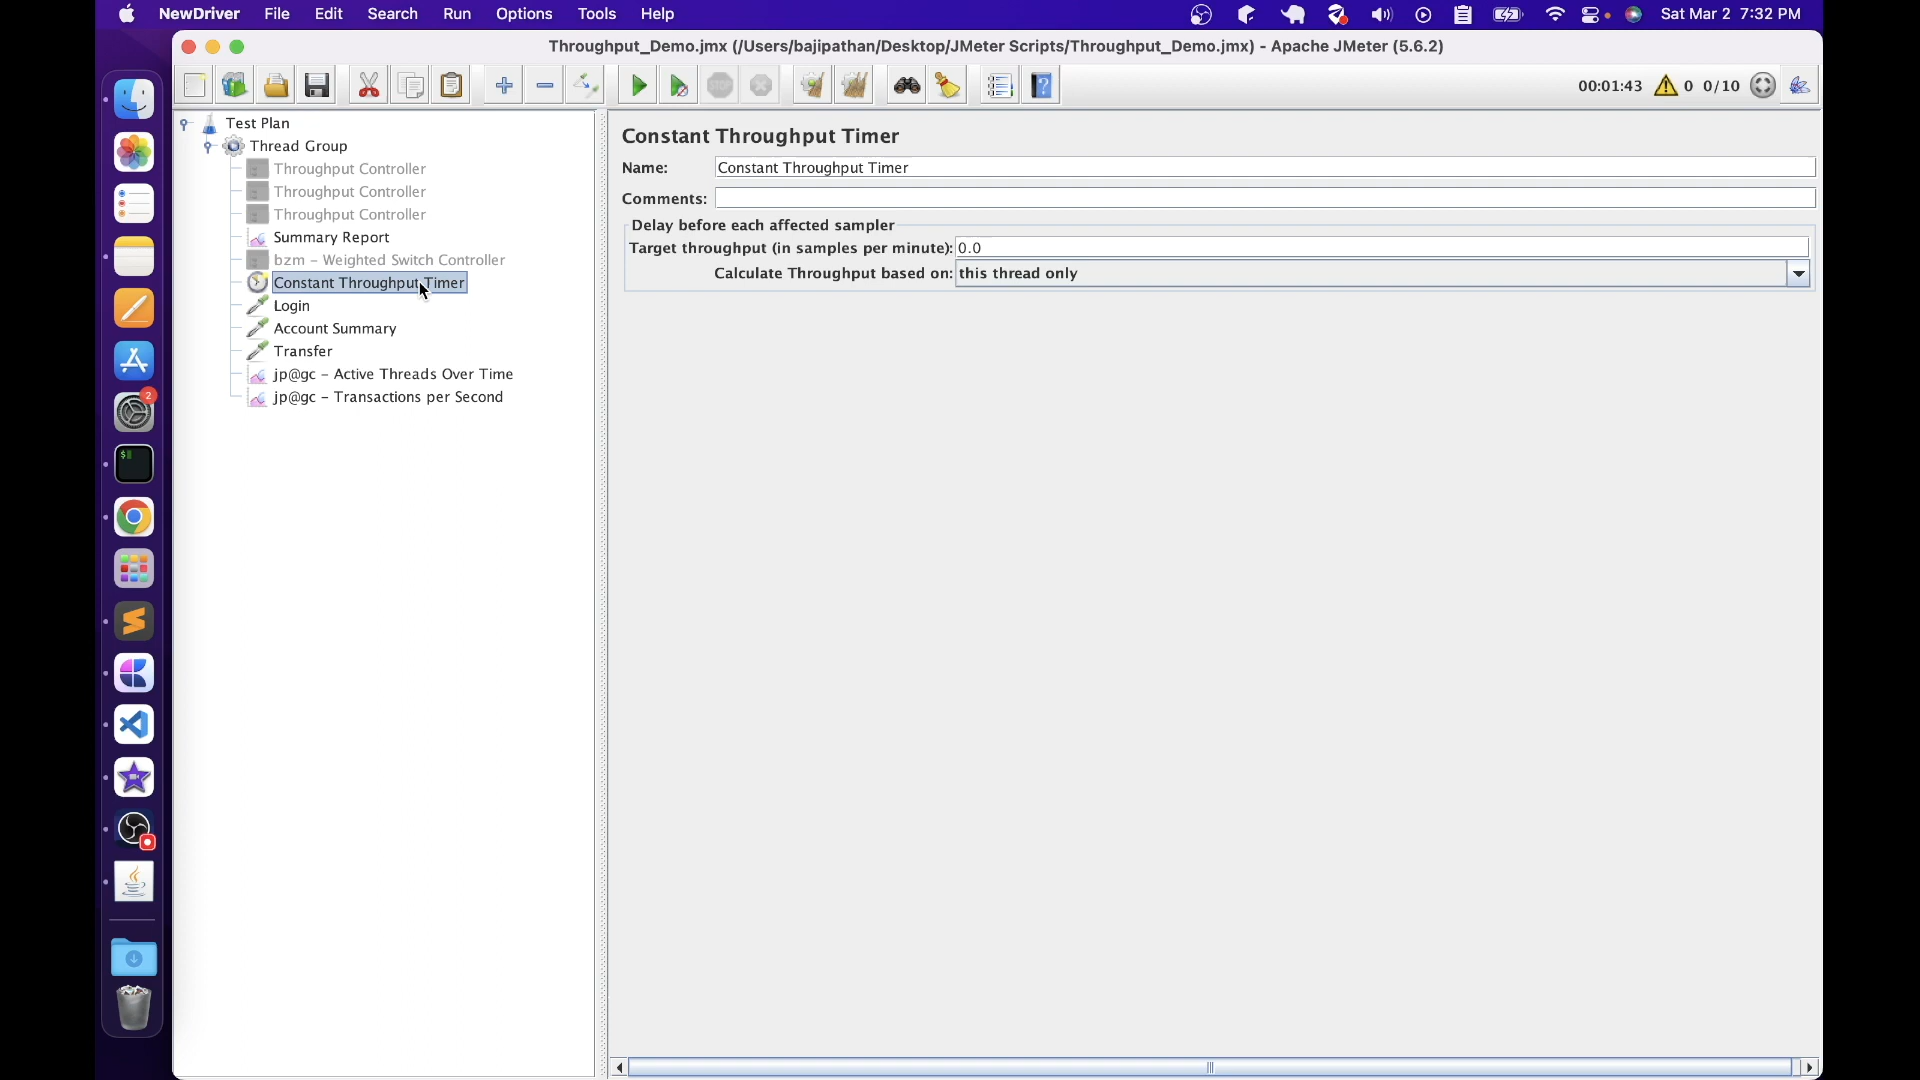 NewDriver File Edit Search Run Options Tools Help Sat Mar 2 7:32 PM
Throughput_Demo.jmx (/Users/bajipathan/Desktop/JMeter Scripts/Throughput_Demo.jmx) - Apache JMeter (5.6.2)
00:01:43 0 0/10
Test Plan
Thread Group
Throughput Controller
Throughput Controller
Throughput Controller
Summary Report
bzm - Weighted Switch Controller
Constant Throughput Timer
Login
Account Summary
Transfer
jp@gc - Active Threads Over Time
jp@gc - Transactions per Second
Constant Throughput Timer
Name: Constant Throughput Timer
Comments:
Delay before each affected sampler
Target throughput (in samples per minute): 0.0
Calculate Throughput based on: this thread only
2